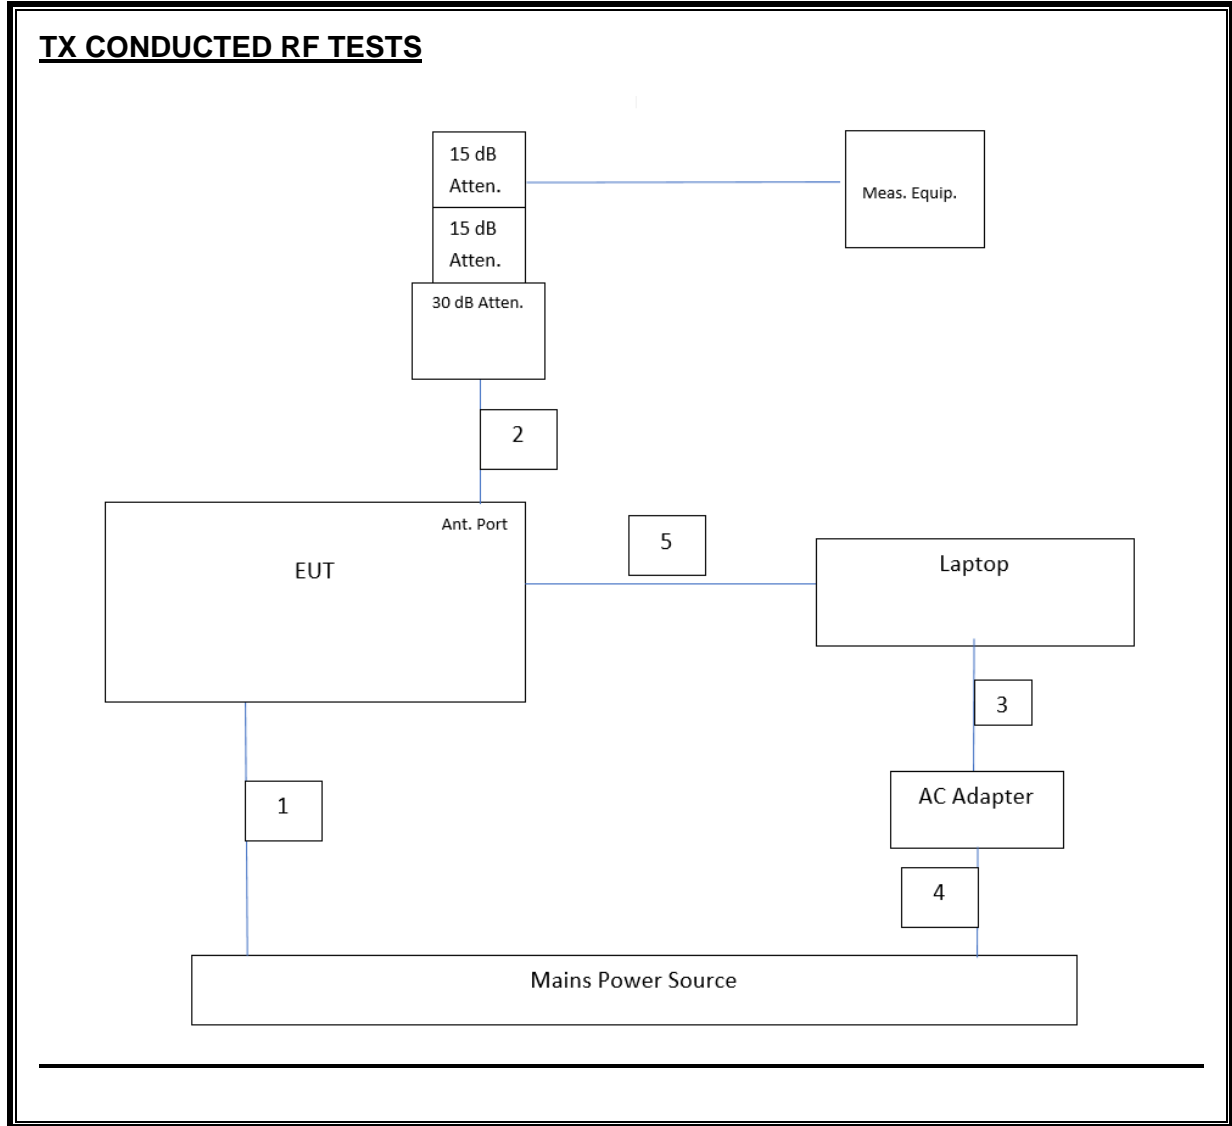 TX CONDUCTED RF TESTS
15 dB
Atten.
Meas. Equip.
15 dB
Atten.
30 dB Atten.
2
Ant. Port
EUT
5
Laptop
3
1
AC Adapter
4
Mains Power Source